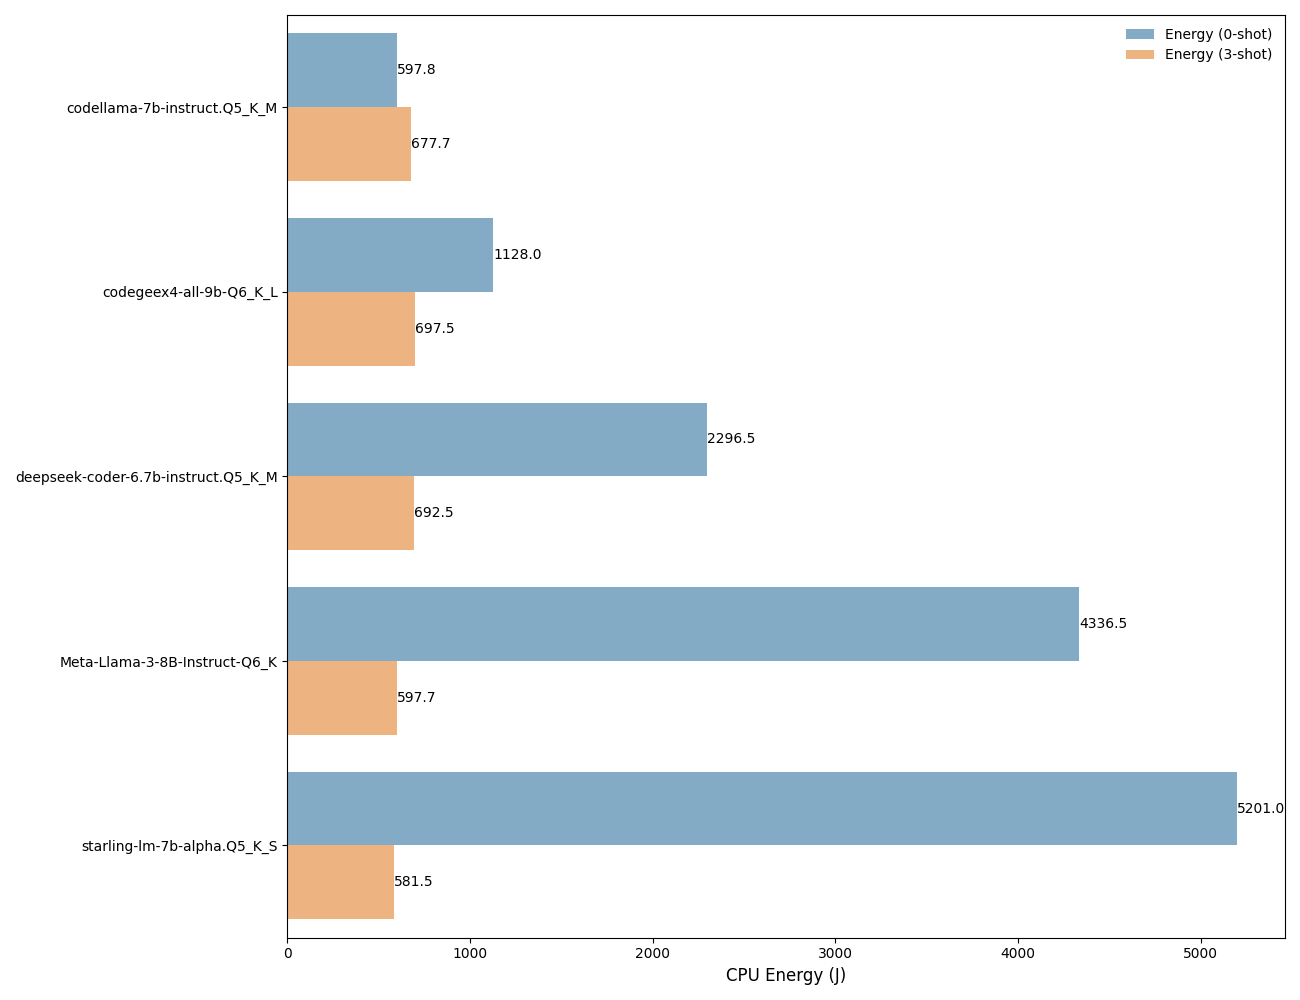 Energy (0-shot)
Energy (3-shot)
codellama-7b-instruct.Q5_K_M
597.8
677.7
codegeex4-all-9b-Q6_K_L
1128.0
697.5
deepseek-coder-6.7b-instruct.Q5_K_M
2296.5
692.5
Meta-Llama-3-8B-Instruct-Q6_K
4336.5
597.7
starling-lm-7b-alpha.Q5_K_S
5201.0
581.5
0 1000 2000 3000 4000 5000
CPU Energy (J)